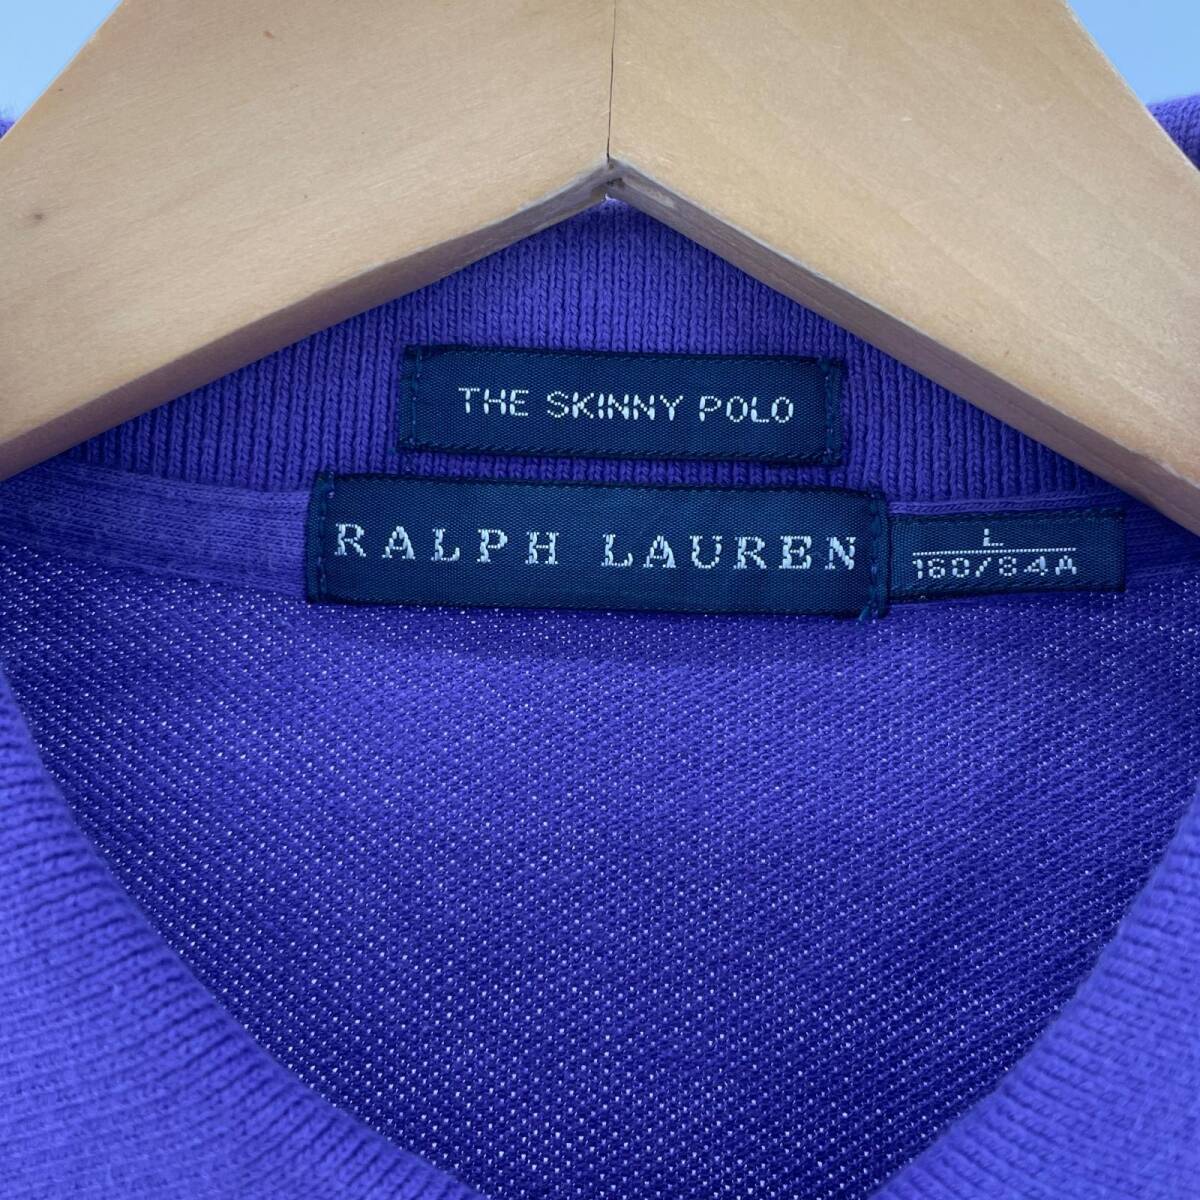 THE SKINNY POLO
RALPH LAUREN
L
160/84A